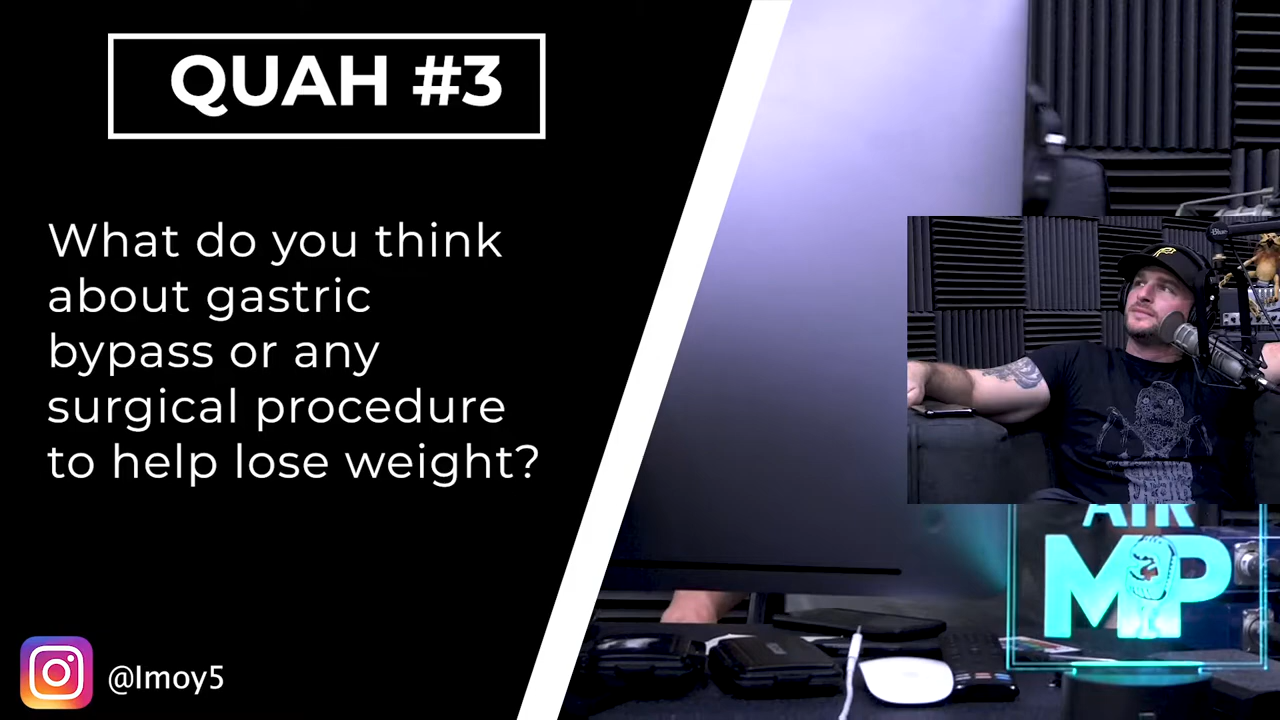 QUAH #3
What do you think
about gastric
bypass or any
surgical procedure
to help lose weight?
@lmoy5
AIR
MP